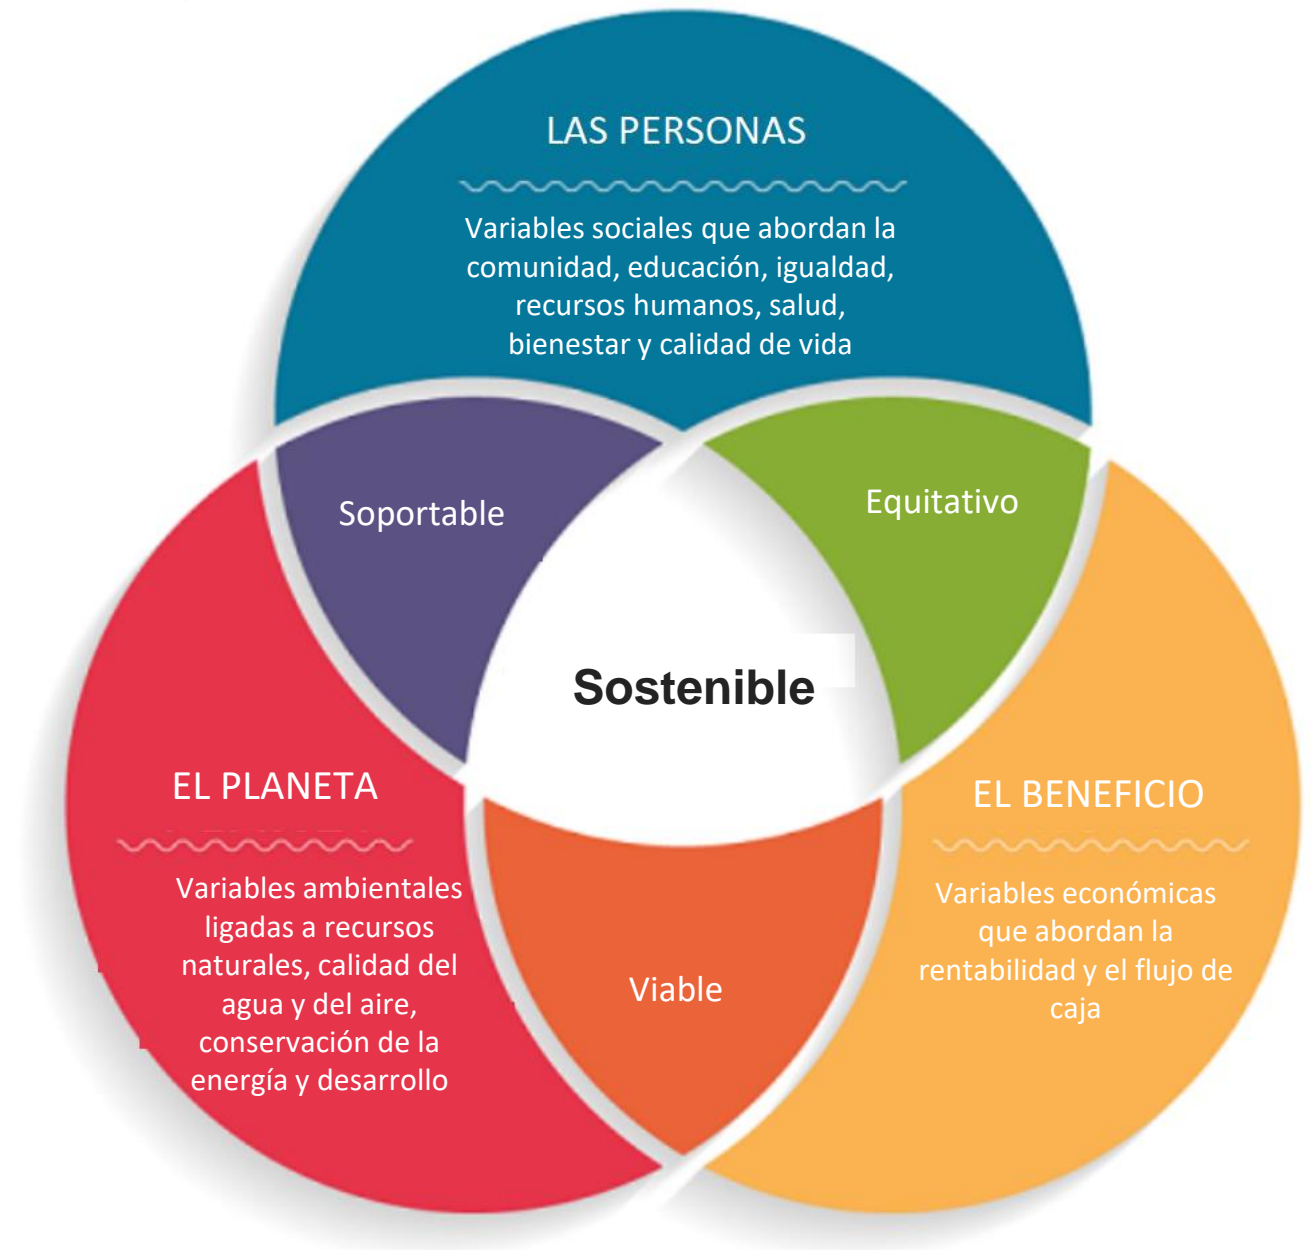 LAS PERSONAS
Variables sociales que abordan la
comunidad, educación, igualdad,
recursos humanos, salud,
bienestar y calidad de vida
Soportable
Equitativo
Sostenible
EL PLANETA
Variables ambientales
ligadas a recursos
naturales, calidad del
agua y del aire,
conservación de la
energía y desarrollo
EL BENEFICIO
Variables económicas
que abordan la
rentabilidad y el flujo de
caja
Viable